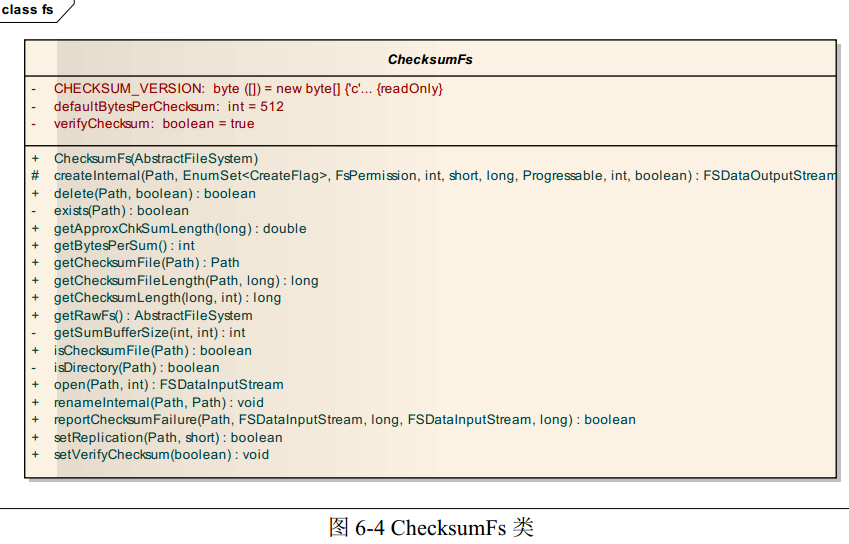 class fs
ChecksumFs
- CHECKSUM_VERSION: byte ([]) = new byte[] {'c'... {readOnly}
- defaultBytesPerChecksum: int = 512
- verifyChecksum: boolean = true
+ ChecksumFs(AbstractFileSystem)
# createInternal(Path, EnumSet<CreateFlag>, FsPermission, int, short, long, Progressable, int, boolean) : FSDataOutputStream
+ delete(Path, boolean) : boolean
- exists(Path) : boolean
+ getApproxChkSumLength(long) : double
+ getBytesPerSum() : int
+ getChecksumFile(Path) : Path
+ getChecksumFileLength(Path, long) : long
+ getChecksumLength(long, int) : long
+ getRawFs() : AbstractFileSystem
- getSumBufferSize(int, int) : int
+ isChecksumFile(Path) : boolean
- isDirectory(Path) : boolean
+ open(Path, int) : FSDataInputStream
+ renameInternal(Path, Path) : void
+ reportChecksumFailure(Path, FSDataInputStream, long, FSDataInputStream, long) : boolean
+ setReplication(Path, short) : boolean
+ setVerifyChecksum(boolean) : void
图 6-4 ChecksumFs 类